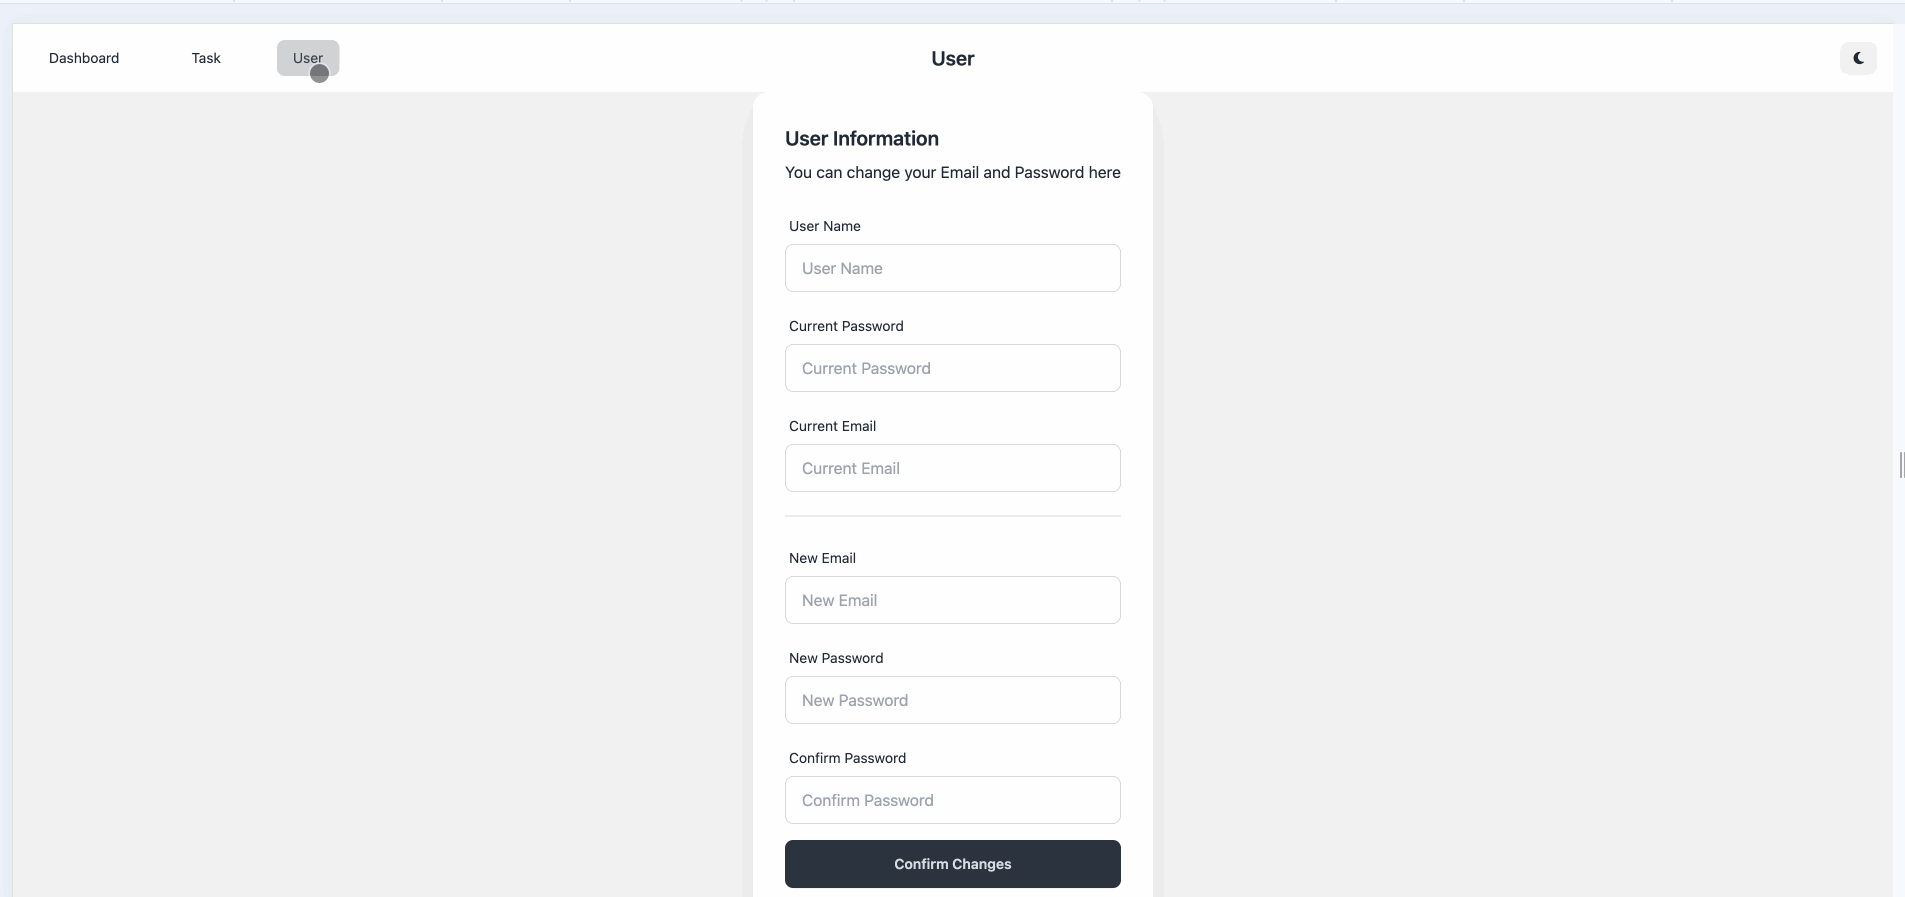 Dashboard
Task
User
User
User Information
You can change your Email and Password here
User Name
User Name
Current Password
Current Password
Current Email
Current Email
New Email
New Email
New Password
New Password
Confirm Password
Confirm Password
Confirm Changes